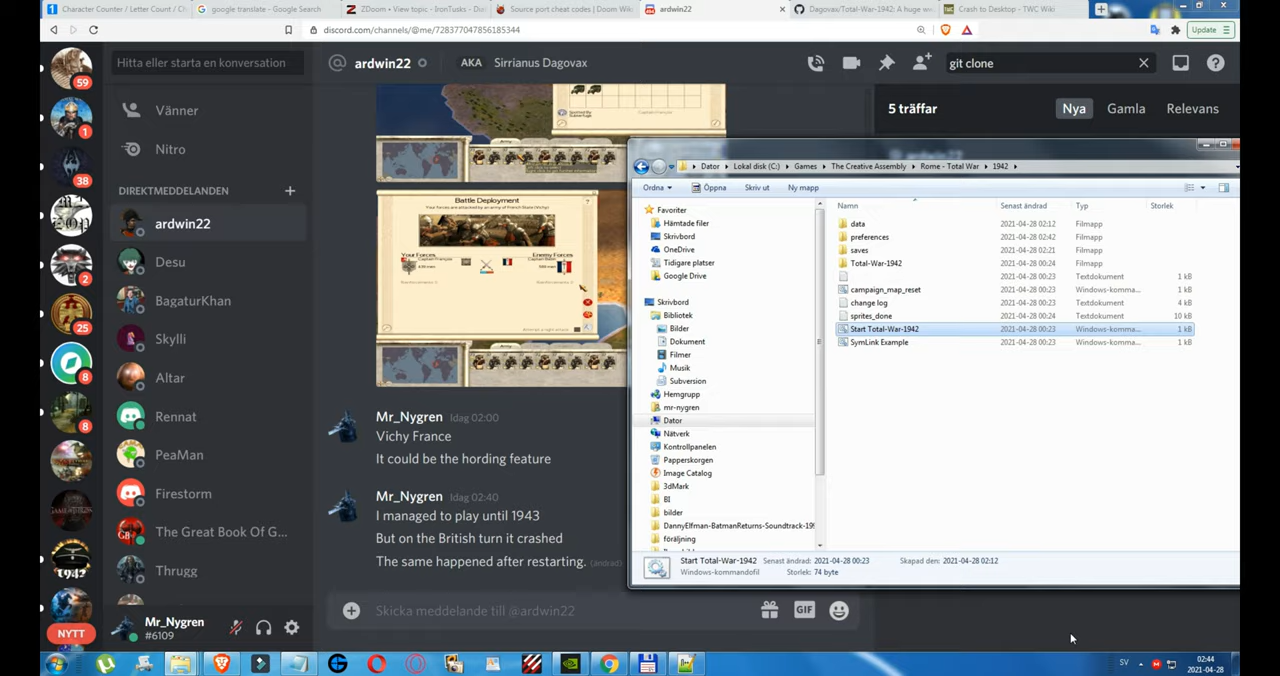 Character Counter / Letter Count / Ch
google translate - Google Search
ZDoom • View topic - IronTusks - D
Source port cheat codes | Doom Wiki
ardwin22
Dagovax/Total-War-1942: A huge w
Crash to Desktop - TWC Wiki
discord.com/channels/@me/728377047856185344
Update
Hitta eller starta en konversation
ardwin22
AKA
Sirrianus Dagovax
git clone
Vänner
Nitro
DIREKTMEDDELANDEN
ardwin22
Desu
BagaturKhan
Skylli
Altar
Rennat
PeaMan
Firestorm
The Great Book Of G...
Thrugg
Mr_Nygren
#6109
59
1
38
2
25
8
8
1942
NYTT
Battle Deployment
Your Forces
Enemy Forces
Mr_Nygren Idag 02:00
Vichy France
It could be the hording feature
Mr_Nygren Idag 02:40
I managed to play until 1943
But on the British turn it crashed
The same happened after restarting. (ändrad)
Skicka meddelande till @ardwin22
GIF
5 träffar
Nya
Gamla
Relevans
Dator
Lokal disk (C:)
Games
The Creative Assembly
Rome - Total War
1942
Ordna
Öppna
Skriv ut
Ny mapp
Favoriter
Hämtade filer
Skrivbord
OneDrive
Tidigare platser
Google Drive
Skrivbord
Bibliotek
Bilder
Dokument
Filmer
Musik
Subversion
Hemgrupp
mr-nygren
Dator
Nätverk
Kontrollpanelen
Papperskorgen
Image Catalog
3dMark
BI
bilder
DannyElfman-BatmanReturns-Soundtrack-19
försäljning
Namn
Senast ändrad
Typ
Storlek
data 2021-04-28 02:12 Filmapp
preferences 2021-04-28 02:42 Filmapp
saves 2021-04-28 02:41 Filmapp
Total-War-1942 2021-04-28 00:24 Filmapp
2021-04-28 00:23 Textdokument 1 kB
campaign_map_reset 2021-04-28 00:23 Windows-komma... 1 kB
change log 2021-04-28 00:23 Textdokument 4 kB
sprites_done 2021-04-28 00:23 Textdokument 10 kB
Start Total-War-1942 2021-04-28 00:23 Windows-komma... 1 kB
SymLink Example 2021-04-28 00:23 Windows-komma... 1 kB
Start Total-War-1942 Senast ändrad: 2021-04-28 00:23 Skapad den: 2021-04-28 02:12
Windows-kommandofil Storlek: 74 byte
SV
02:44
2021-04-28